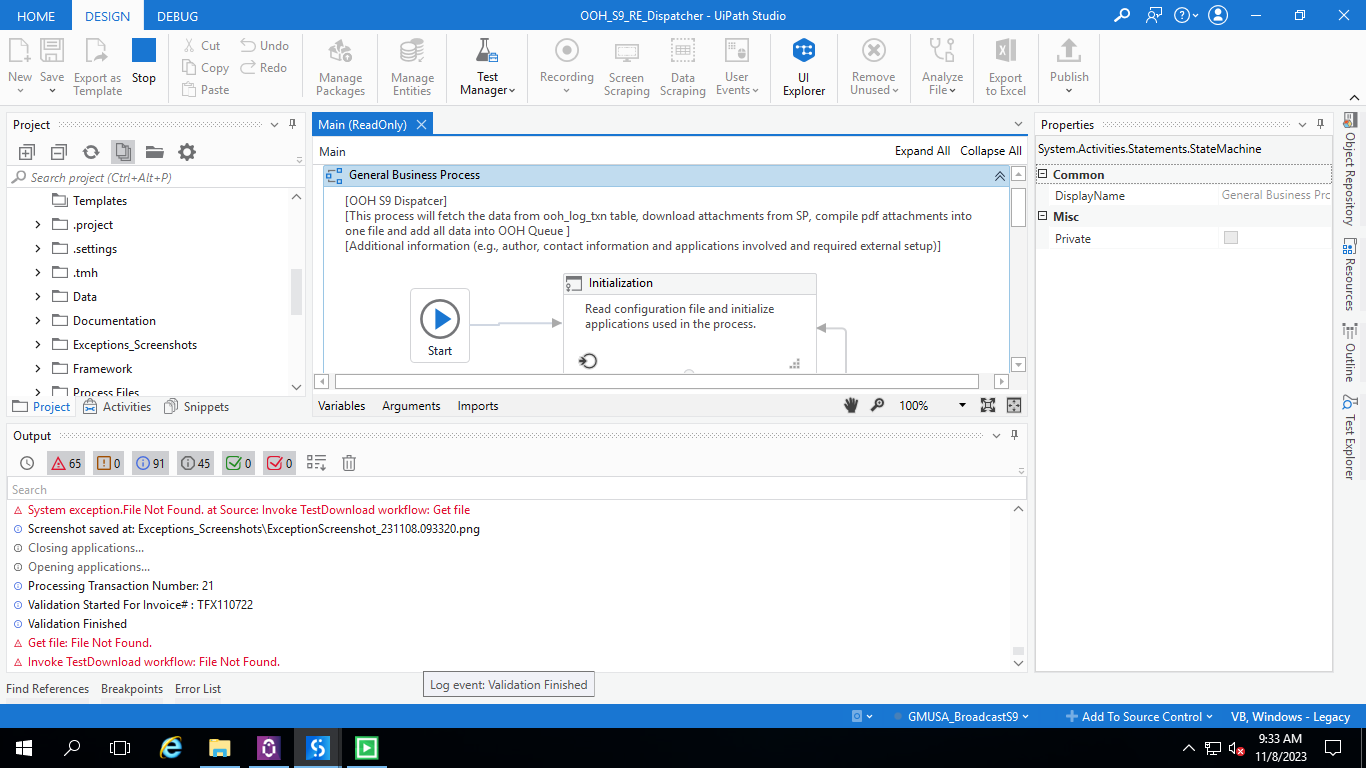 HOME DESIGN DEBUG
OOH_S9_RE_Dispatcher - UiPath Studio
New
Save
Export as Template
Stop
Cut
Copy
Paste
Undo
Redo
Manage Packages
Manage Entities
Test Manager
Recording
Screen Scraping
Data Scraping
User Events
UI Explorer
Remove Unused
Analyze File
Export to Excel
Publish
Project
Search project (Ctrl+Alt+P)
Templates
.project
.settings
.tmh
Data
Documentation
Exceptions_Screenshots
Framework
Process Files
Project Activities Snippets
Main (ReadOnly)
Main
Expand All Collapse All
General Business Process
[OOH S9 Dispatcer]
[This process will fetch the data from ooh_log_txn table, download attachments from SP, compile pdf attachments into
one file and add all data into OOH Queue ]
[Additional information (e.g., author, contact information and applications involved and required external setup)]
Start
Initialization
Read configuration file and initialize
applications used in the process.
Variables Arguments Imports
100%
Properties
System.Activities.Statements.StateMachine
Common
DisplayName General Business Prc
Misc
Private
Object Repository
Resources
Outline
Test Explorer
Output
65 0 91 45 0 0
Search
System exception.File Not Found. at Source: Invoke TestDownload workflow: Get file
Screenshot saved at: Exceptions_Screenshots\ExceptionScreenshot_231108.093320.png
Closing applications...
Opening applications...
Processing Transaction Number: 21
Validation Started For Invoice# : TFX110722
Validation Finished
Get file: File Not Found.
Invoke TestDownload workflow: File Not Found.
Log event: Validation Finished
Find References Breakpoints Error List
GMUSA_BroadcastS9
Add To Source Control
VB, Windows - Legacy
9:33 AM
11/8/2023